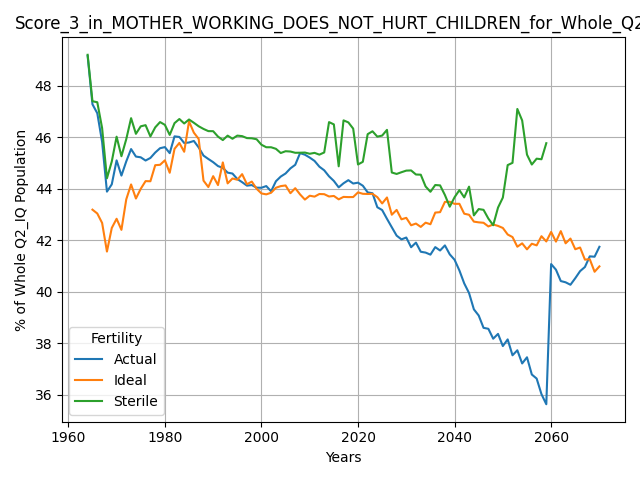 Score_3_in_MOTHER_WORKING_DOES_NOT_HURT_CHILDREN_for_Whole_Q2
% of Whole Q2_IQ Population
48
46
44
42
40
38
36
Fertility
Actual
Ideal
Sterile
1960 1980 2000 2020 2040 2060
Years